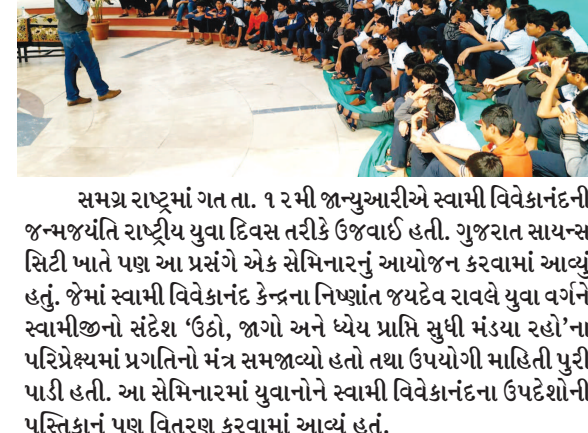 સમગ્ર રાષ્ટ્રમાં ગત તા. ૧૨મી જાન્યુઆરીએ સ્વામી વિવેકાનંદની
જન્મજયંતિ રાષ્ટ્રીય યુવા દિવસ તરીકે ઉજવાઈ હતી. ગુજરાત સાયન્સ
સિટી ખાતે પણ આ પ્રસંગે એક સેમિનારનું આયોજન કરવામાં આવ્યું
હતું. જેમાં સ્વામી વિવેકાનંદ કેન્દ્રના નિષ્ણાંત જયદેવ રાવલે યુવા વર્ગને
સ્વામીજીનો સંદેશ ‘ઉઠો, જાગો અને ધ્યેય પ્રાપ્તિ સુધી મંડયા રહો’ના
પરિપ્રેક્ષ્યમાં પ્રગતિનો મંત્ર સમજાવ્યો હતો તથા ઉપયોગી માહિતી પુરી
પાડી હતી. આ સેમિનારમાં યુવાનોને સ્વામી વિવેકાનંદના ઉપદેશોની
પુસ્તિકાનું પણ વિતરણ કરવામાં આવ્યું હતું.